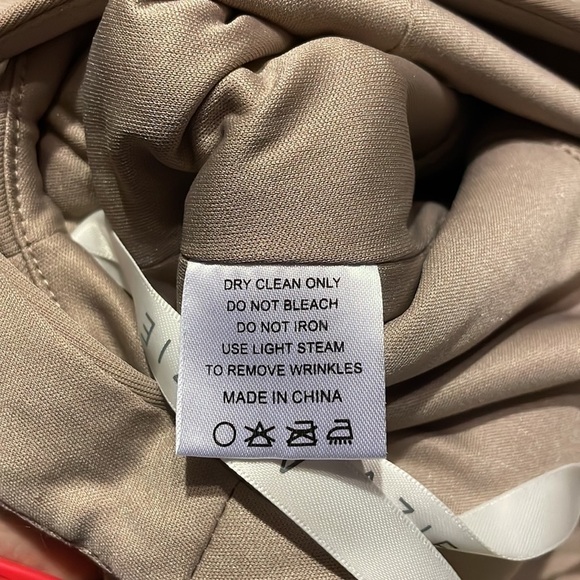 DRY CLEAN ONLY
DO NOT BLEACH
DO NOT IRON
USE LIGHT STEAM
TO REMOVE WRINKLES
MADE IN CHINA